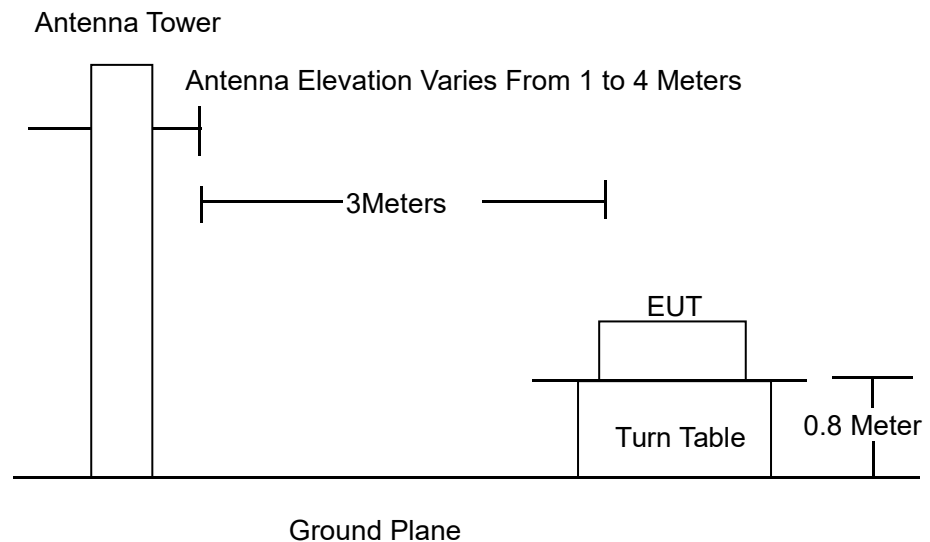 Antenna Tower
Antenna Elevation Varies From 1 to 4 Meters
3Meters
EUT
0.8 Meter
Turn Table
Ground Plane